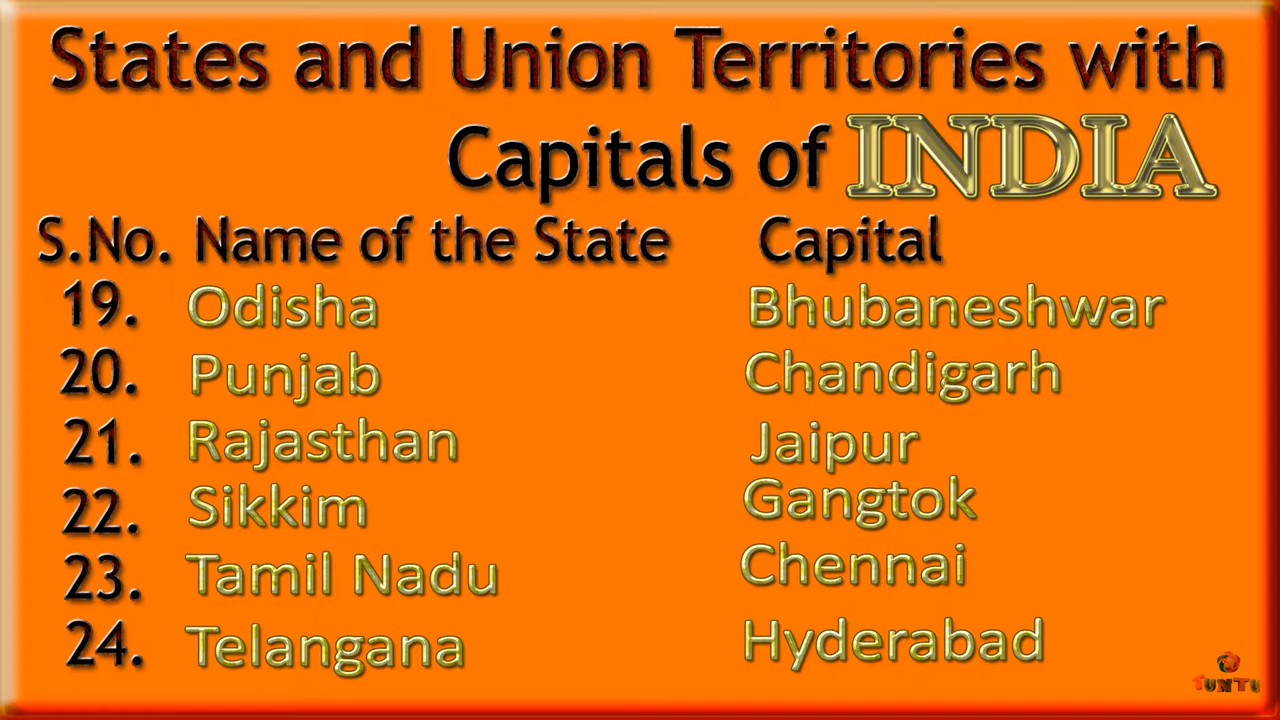 States and Union Territories with
Capitals of INDIA
S.No. Name of the State Capital
19. Odisha Bhubaneshwar
20. Punjab Chandigarh
21. Rajasthan Jaipur
22. Sikkim Gangtok
23. Tamil Nadu Chennai
24. Telangana Hyderabad
TUNTU